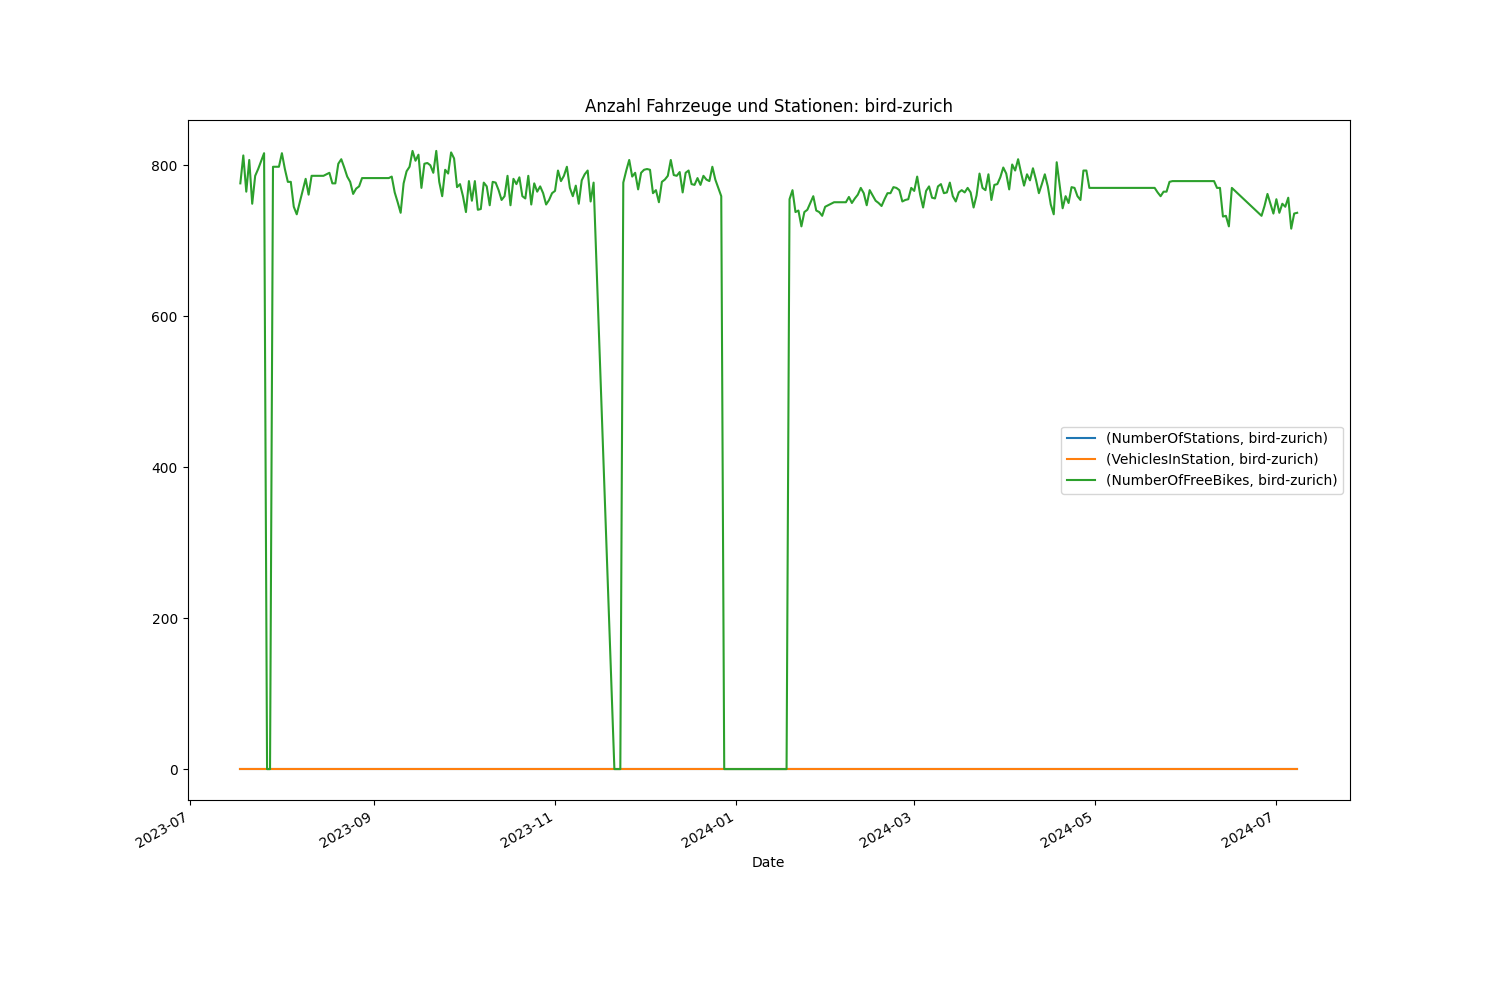 Anzahl Fahrzeuge und Stationen: bird-zurich
800
600
400
200
0
(NumberOfStations, bird-zurich)
(VehiclesInStation, bird-zurich)
(NumberOfFreeBikes, bird-zurich)
2023-07
2023-09
2023-11
2024-01
2024-03
2024-05
2024-07
Date